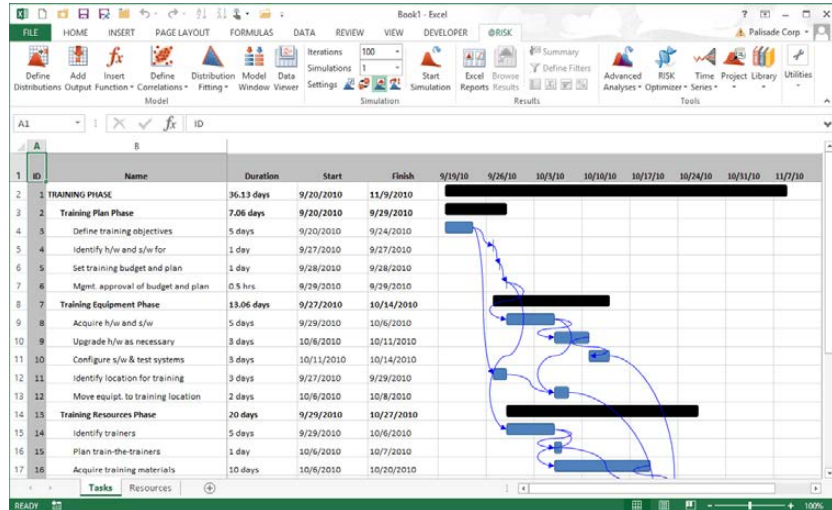 Book1 - Excel
FILE HOME INSERT PAGE LAYOUT FORMULAS DATA REVIEW VIEW DEVELOPER @RISK Palisade Corp
Iterations 100
Simulations 1
Settings
Define Distributions
Add Output
Insert Function
Define Correlations
Distribution Fitting
Model Window
Data Viewer
Start Simulation
Excel Reports
Browse Results
Summary
Define Filters
Advanced Analyses
RISK Optimizer
Time Series
Project
Library
Utilities
Model Simulation Results Tools
A1 fx ID
A B
1 ID Name Duration Start Finish 9/19/10 9/26/10 10/3/10 10/10/10 10/17/10 10/24/10 10/31/10 11/7/10
2 1 TRAINING PHASE 36.13 days 9/20/2010 11/9/2010
3 2 Training Plan Phase 7.06 days 9/20/2010 9/29/2010
4 3 Define training objectives 5 days 9/20/2010 9/24/2010
5 4 Identify h/w and s/w for 1 day 9/27/2010 9/27/2010
6 5 Set training budget and plan 1 day 9/28/2010 9/28/2010
7 6 Mgmt. approval of budget and plan 0.5 hrs 9/29/2010 9/29/2010
8 7 Training Equipment Phase 13.06 days 9/27/2010 10/14/2010
9 8 Acquire h/w and s/w 5 days 9/29/2010 10/6/2010
10 9 Upgrade h/w as necessary 3 days 10/6/2010 10/11/2010
11 10 Configure s/w & test systems 3 days 10/11/2010 10/14/2010
12 11 Identify location for training 3 days 9/27/2010 9/29/2010
13 12 Move equipt. to training location 2 days 10/6/2010 10/8/2010
14 13 Training Resources Phase 20 days 9/29/2010 10/27/2010
15 14 Identify trainers 5 days 9/29/2010 10/6/2010
16 15 Plan train-the-trainers 1 day 10/6/2010 10/7/2010
17 16 Acquire training materials 10 days 10/6/2010 10/20/2010
Tasks Resources
READY 100%